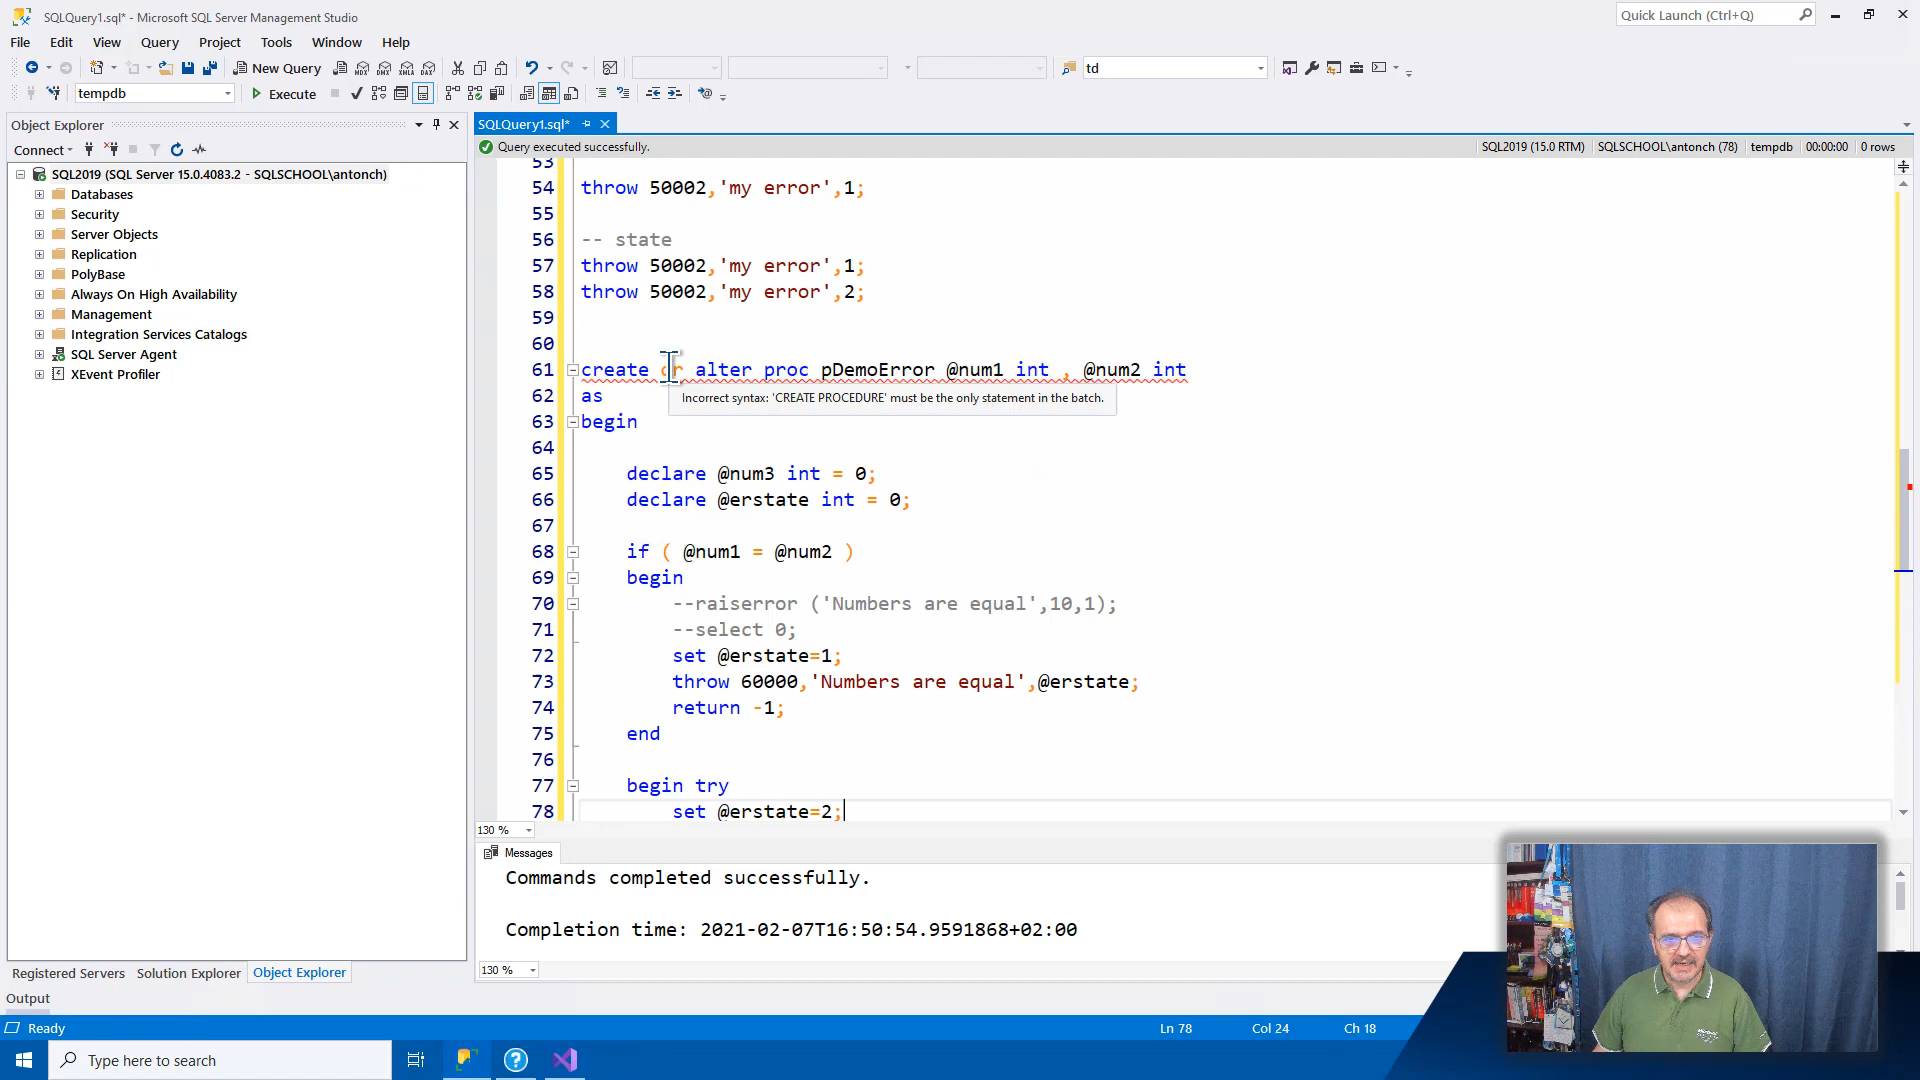 SQLQuery1.sql* - Microsoft SQL Server Management Studio
Quick Launch (Ctrl+Q)
File Edit View Query Project Tools Window Help
New Query
MDX DMX XMLA DAX
td
tempdb
Execute
Object Explorer
SQLQuery1.sql*
Connect
Query executed successfully.
SQL2019 (15.0 RTM) SQLSCHOOL\antonch (78) tempdb 00:00:00 0 rows
SQL2019 (SQL Server 15.0.4083.2 - SQLSCHOOL\antonch)
Databases
Security
Server Objects
Replication
PolyBase
Always On High Availability
Management
Integration Services Catalogs
SQL Server Agent
XEvent Profiler
53
54 throw 50002,'my error',1;
55
56 -- state
57 throw 50002,'my error',1;
58 throw 50002,'my error',2;
59
60
61 create or alter proc pDemoError @num1 int , @num2 int
62 as
Incorrect syntax: 'CREATE PROCEDURE' must be the only statement in the batch.
63 begin
64
65 declare @num3 int = 0;
66 declare @erstate int = 0;
67
68 if ( @num1 = @num2 )
69 begin
70 --raiserror ('Numbers are equal',10,1);
71 --select 0;
72 set @erstate=1;
73 throw 60000,'Numbers are equal',@erstate;
74 return -1;
75 end
76
77 begin try
78 set @erstate=2;
130 %
Messages
Commands completed successfully.
Completion time: 2021-02-07T16:50:54.9591868+02:00
130 %
Registered Servers Solution Explorer Object Explorer
Output
Ready
Ln 78 Col 24 Ch 18
Type here to search